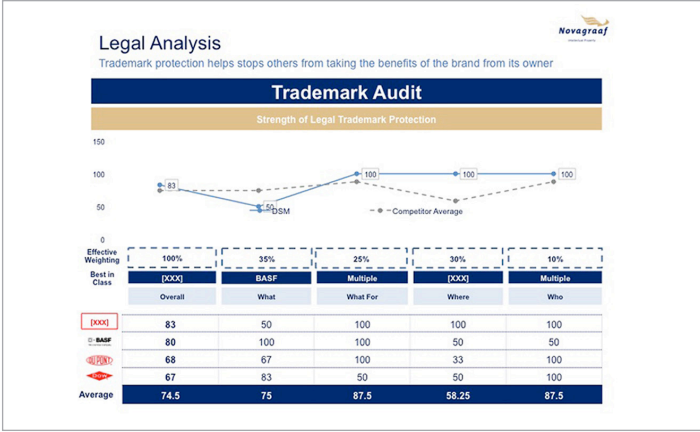 Novagraaf
Legal Analysis
Trademark protection helps stops others from taking the benefits of the brand from its owner
Trademark Audit
Strength of Legal Trademark Protection
150
100
50
0
83
50
100
100
100
DSM
Competitor Average
Effective Weighting
100% 35% 25% 30% 10%
Best in Class
[XXX] BASF Multiple [XXX] Multiple
Overall What What For Where Who
[XXX] 83 50 100 100 100
BASF 80 100 100 50 50
DU PONT 68 67 100 33 100
DOW 67 83 50 50 100
Average 74.5 75 87.5 58.25 87.5